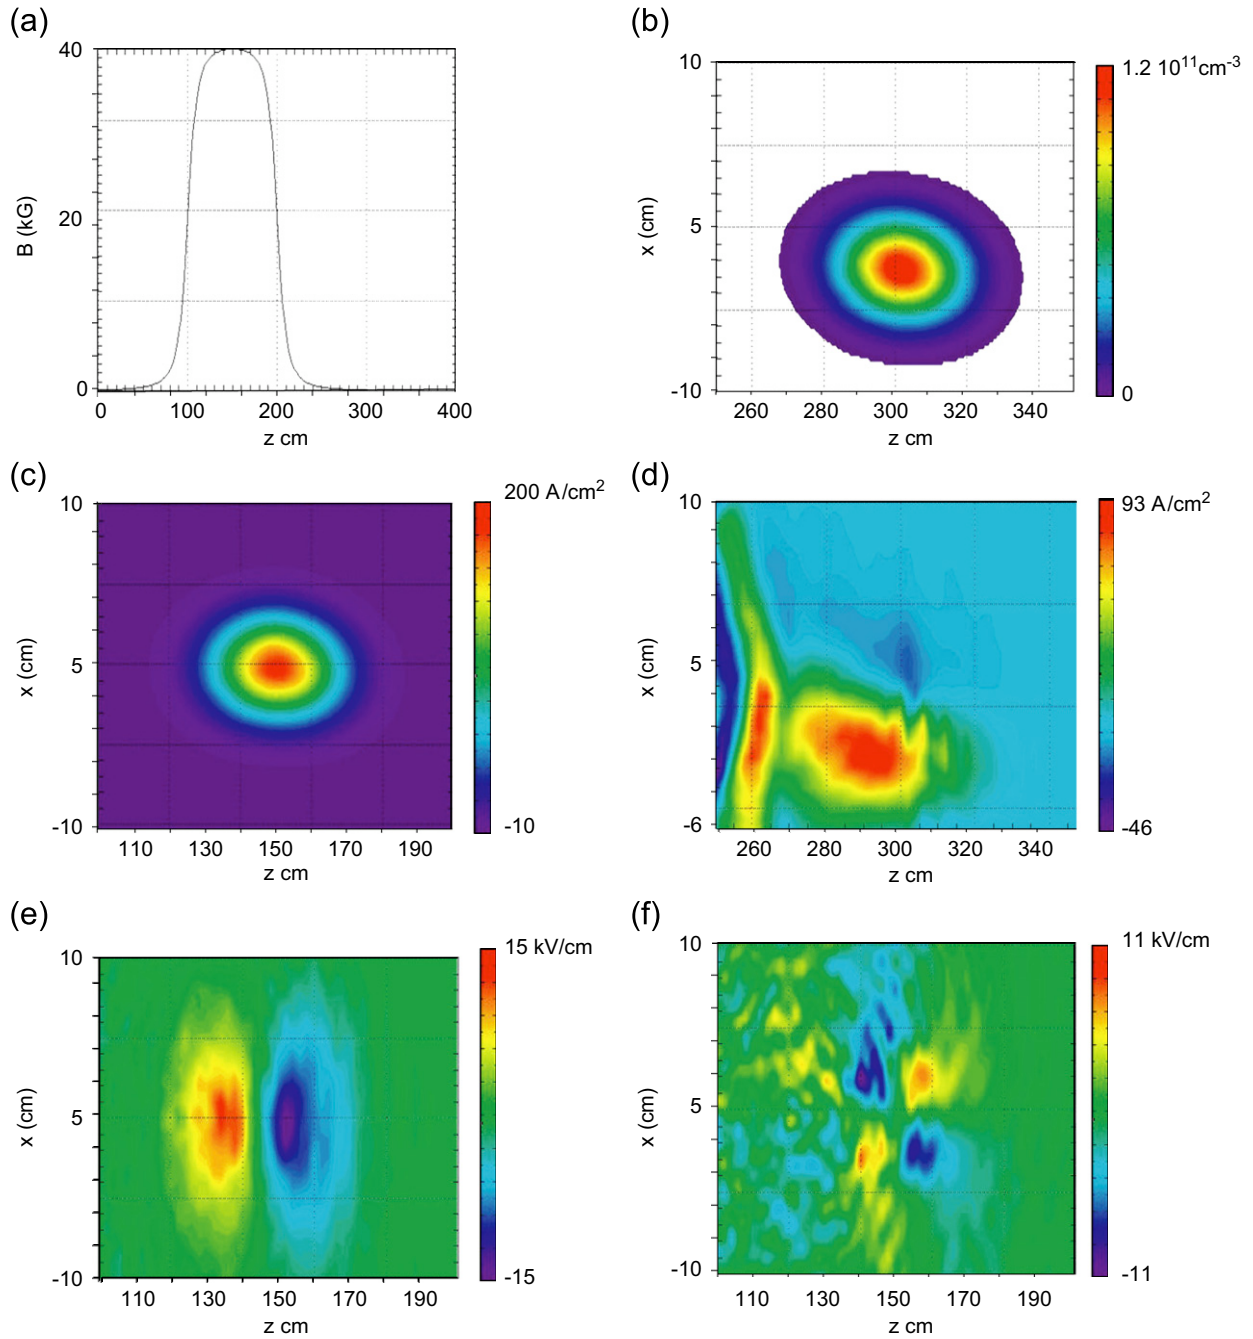 (a)
40
20
0
B (kG)
0 100 200 300 400
z cm
(b)
10
5
-10
x (cm)
260 280 300 320 340
z cm
1.2 10¹¹cm⁻³
0
(c)
10
5
-10
x (cm)
110 130 150 170 190
z cm
200 A/cm²
-10
(d)
10
5
-6
x (cm)
260 280 300 320 340
z cm
93 A/cm²
-46
(e)
10
5
-10
x (cm)
110 130 150 170 190
z cm
15 kV/cm
-15
(f)
10
5
-10
x (cm)
110 130 150 170 190
z cm
11 kV/cm
-11